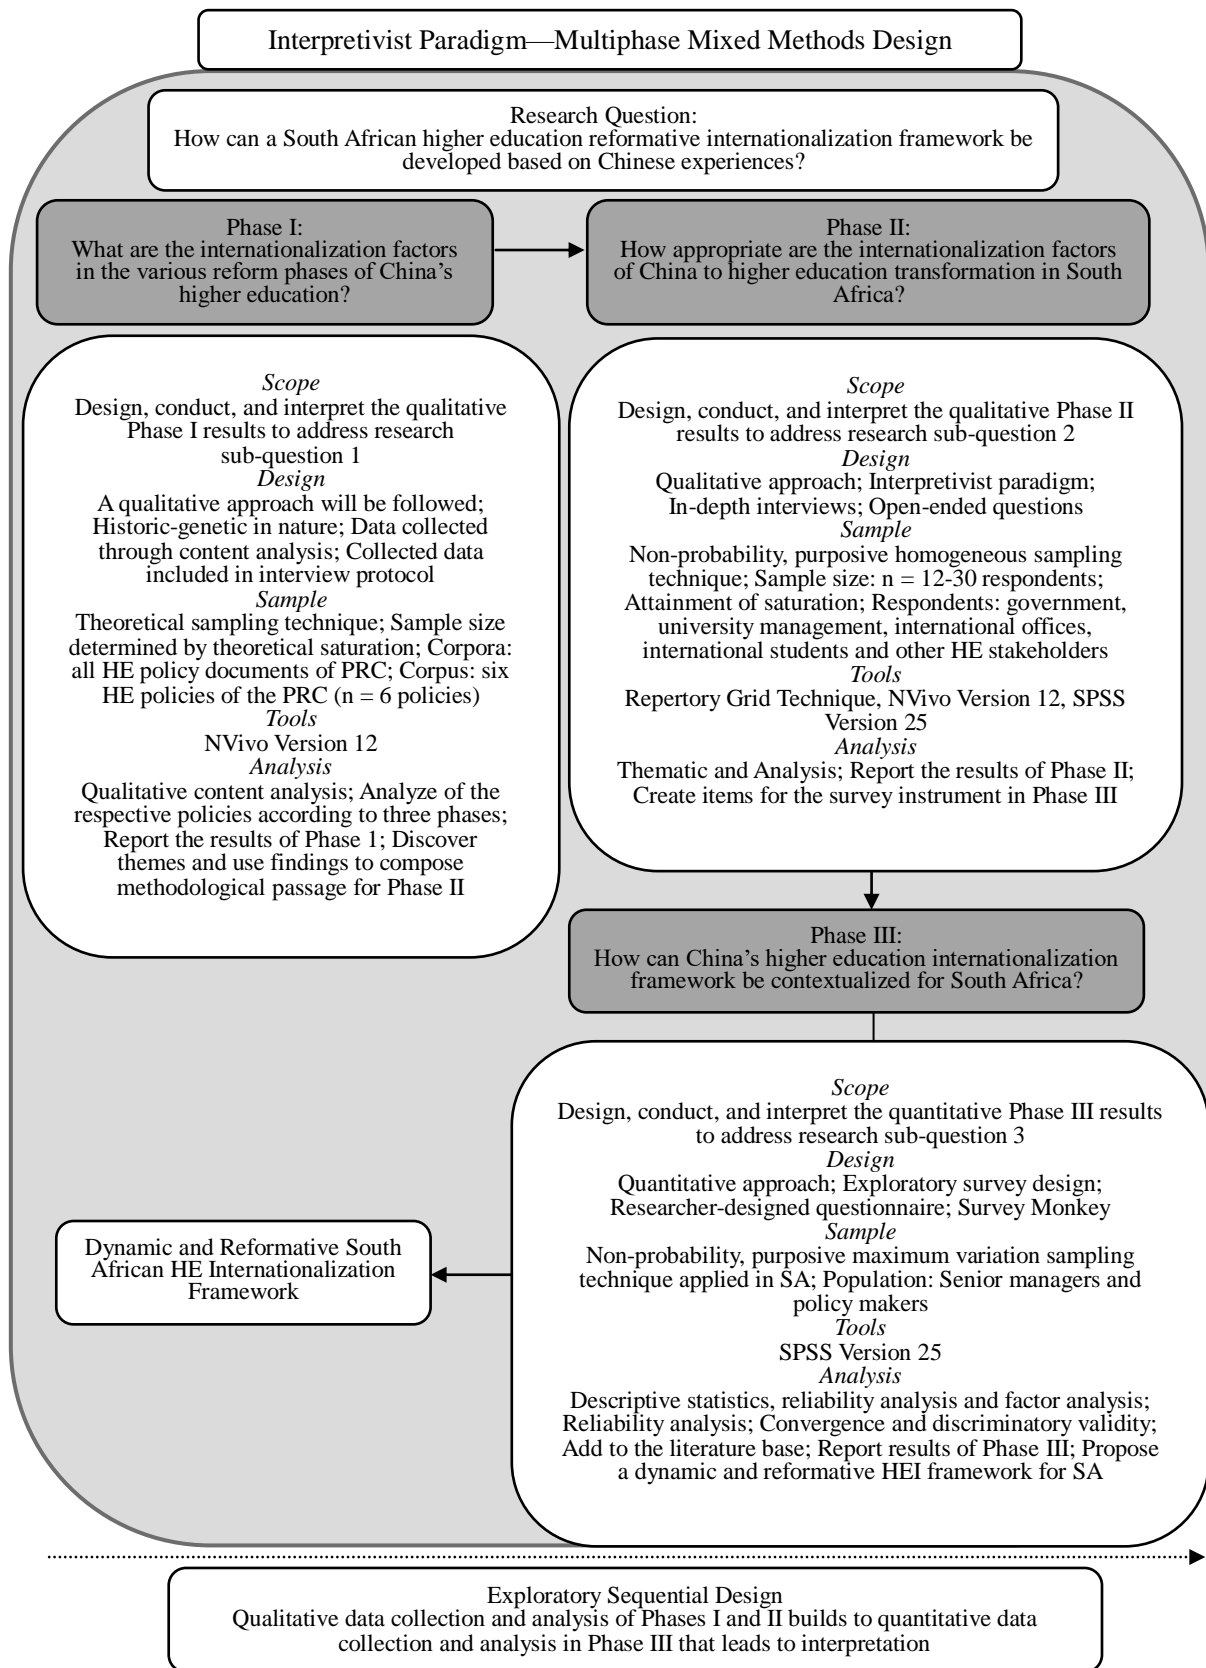 Interpretivist Paradigm—Multiphase Mixed Methods Design
Research Question:
How can a South African higher education reformative internationalization framework be
developed based on Chinese experiences?
Phase I:
What are the internationalization factors
in the various reform phases of China's
higher education?
Phase II:
How appropriate are the internationalization factors
of China to higher education transformation in South
Africa?
Scope
Design, conduct, and interpret the qualitative
Phase I results to address research
sub-question 1
Design
A qualitative approach will be followed;
Historic-genetic in nature; Data collected
through content analysis; Collected data
included in interview protocol
Sample
Theoretical sampling technique; Sample size
determined by theoretical saturation; Corpora:
all HE policy documents of PRC; Corpus: six
HE policies of the PRC (n = 6 policies)
Tools
NVivo Version 12
Analysis
Qualitative content analysis; Analyze of the
respective policies according to three phases;
Report the results of Phase 1; Discover
themes and use findings to compose
methodological passage for Phase II
Scope
Design, conduct, and interpret the qualitative Phase II
results to address research sub-question 2
Design
Qualitative approach; Interpretivist paradigm;
In-depth interviews; Open-ended questions
Sample
Non-probability, purposive homogeneous sampling
technique; Sample size: n = 12-30 respondents;
Attainment of saturation; Respondents: government,
university management, international offices,
international students and other HE stakeholders
Tools
Repertory Grid Technique, NVivo Version 12, SPSS
Version 25
Analysis
Thematic and Analysis; Report the results of Phase II;
Create items for the survey instrument in Phase III
Phase III:
How can China's higher education internationalization
framework be contextualized for South Africa?
Scope
Design, conduct, and interpret the quantitative Phase III results
to address research sub-question 3
Design
Quantitative approach; Exploratory survey design;
Researcher-designed questionnaire; Survey Monkey
Sample
Non-probability, purposive maximum variation sampling
technique applied in SA; Population: Senior managers and
policy makers
Tools
SPSS Version 25
Analysis
Descriptive statistics, reliability analysis and factor analysis;
Reliability analysis; Convergence and discriminatory validity;
Add to the literature base; Report results of Phase III; Propose
a dynamic and reformative HEI framework for SA
Dynamic and Reformative South
African HE Internationalization
Framework
Exploratory Sequential Design
Qualitative data collection and analysis of Phases I and II builds to quantitative data
collection and analysis in Phase III that leads to interpretation